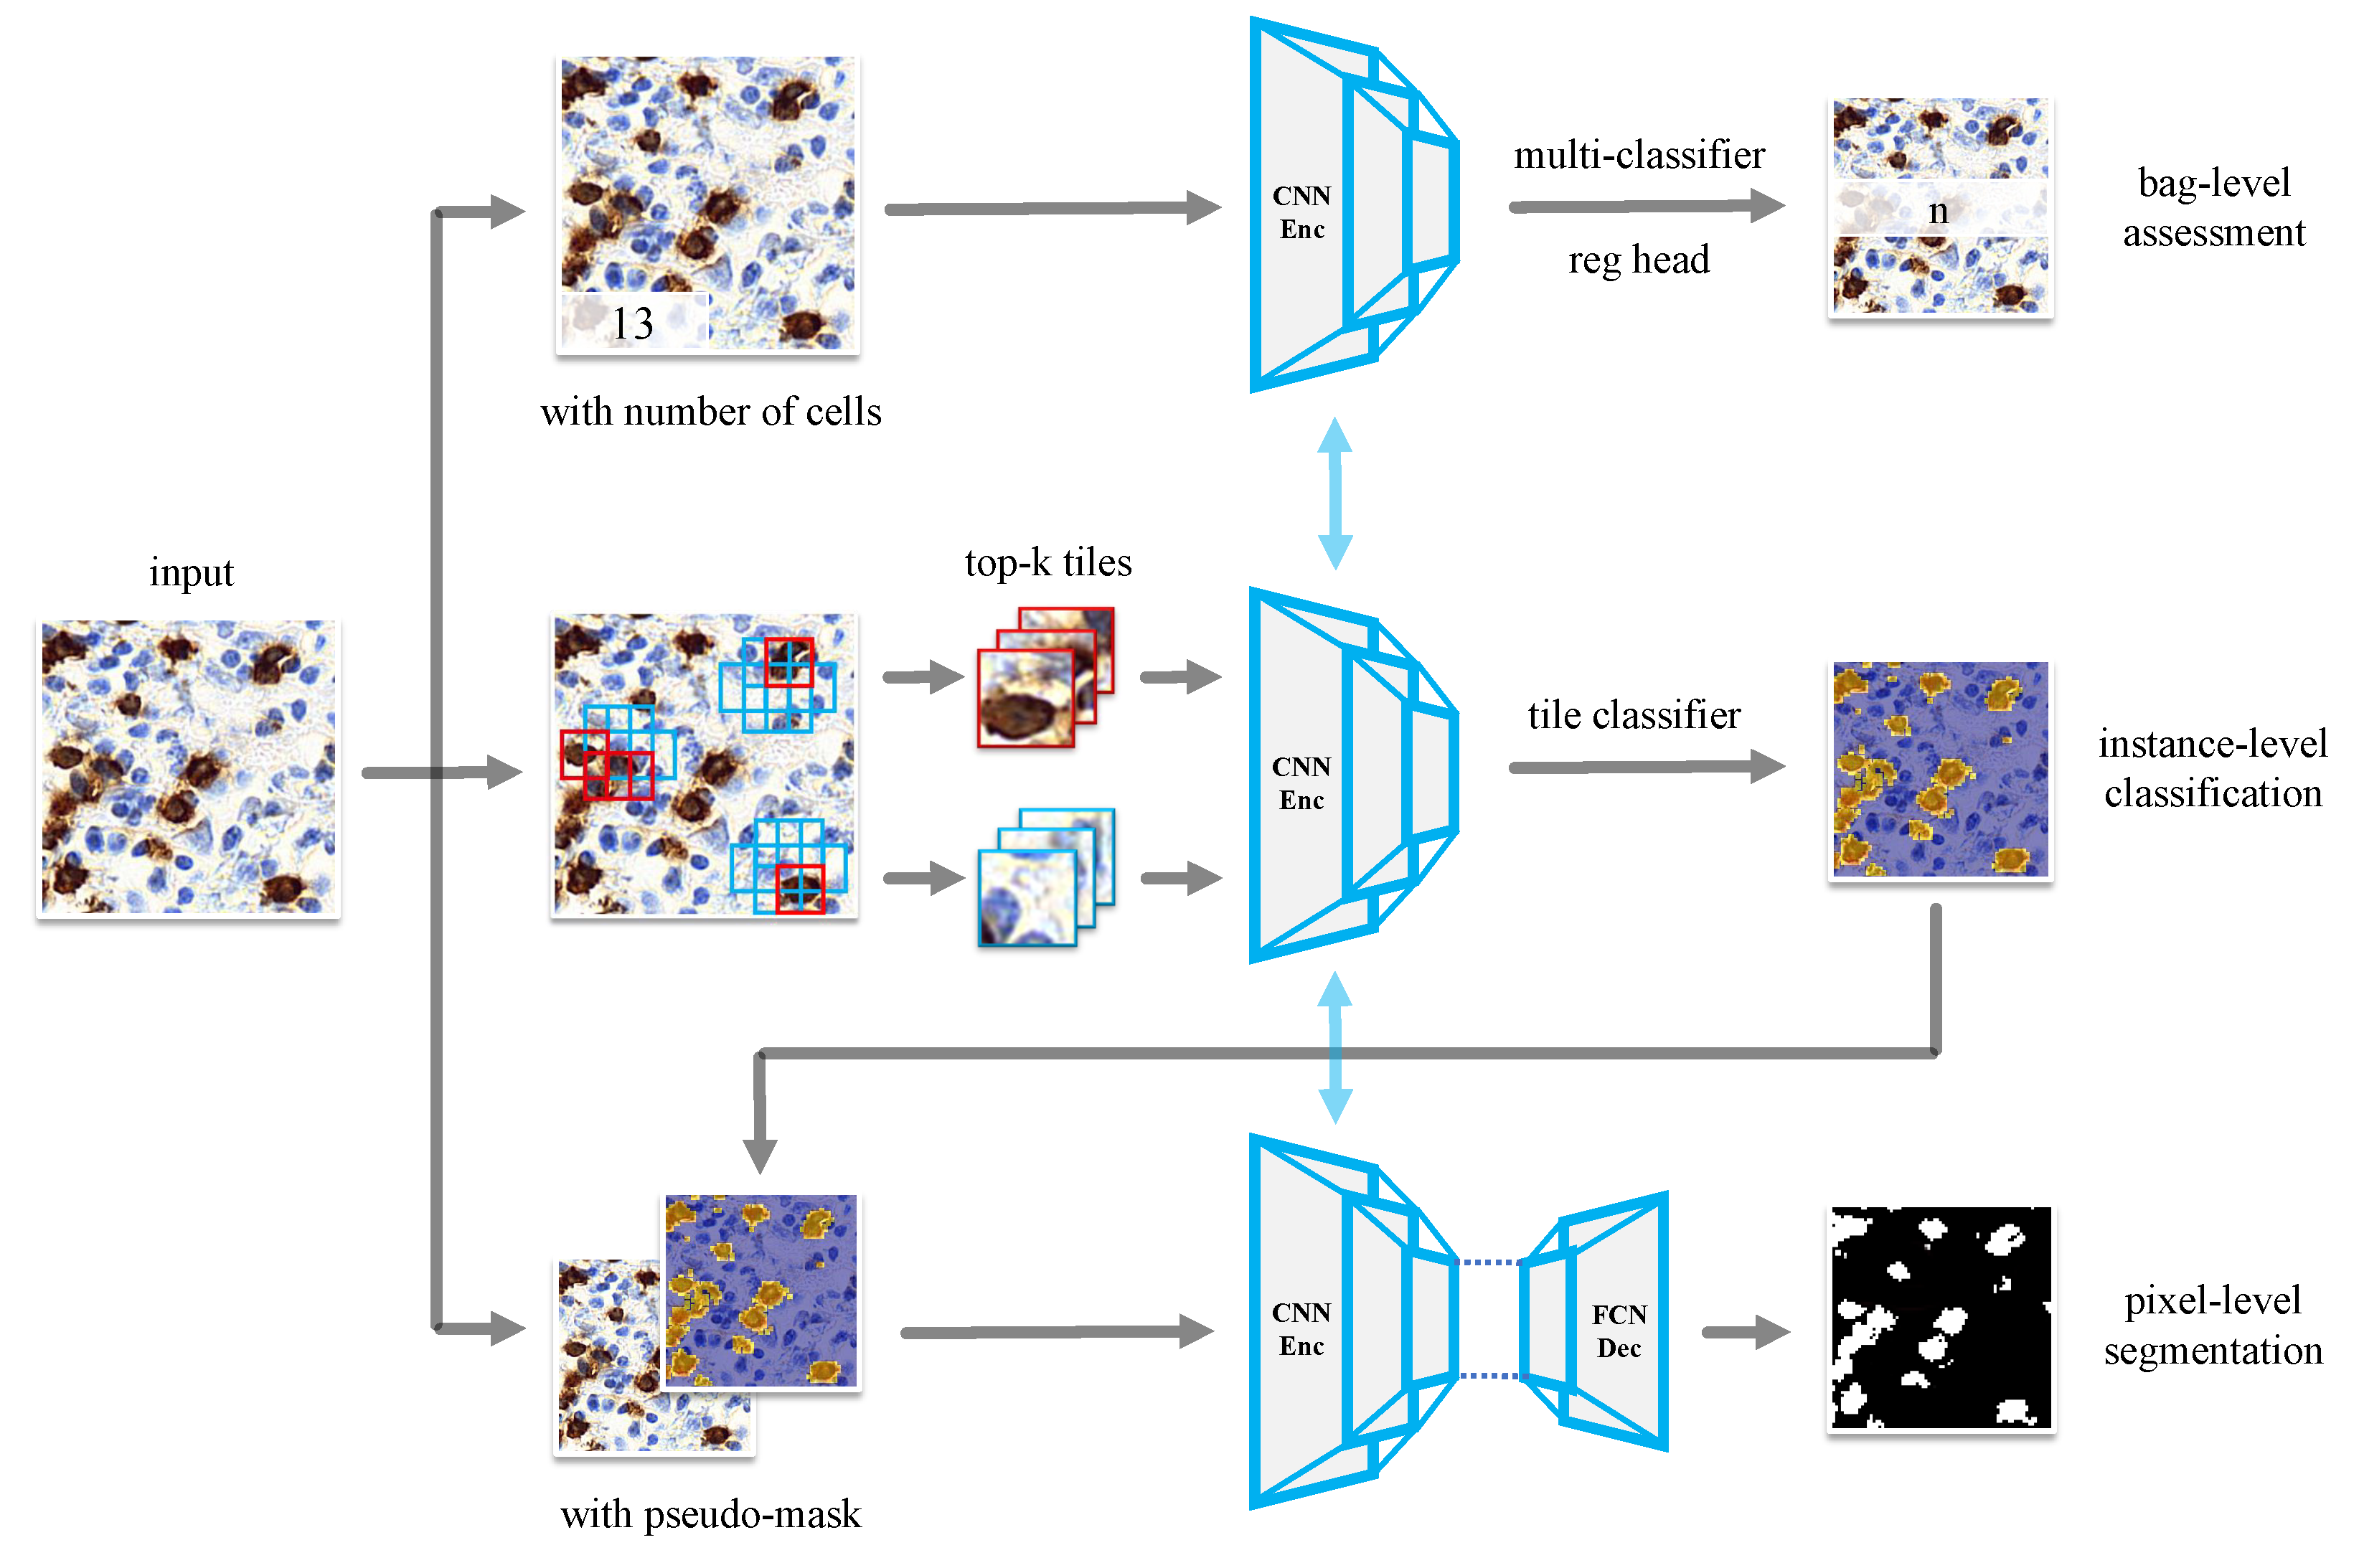 13
with number of cells
CNN
Enc
multi-classifier
reg head
n
bag-level
assessment
input
top-k tiles
CNN
Enc
tile classifier
instance-level
classification
with pseudo-mask
CNN
Enc
FCN
Dec
pixel-level
segmentation